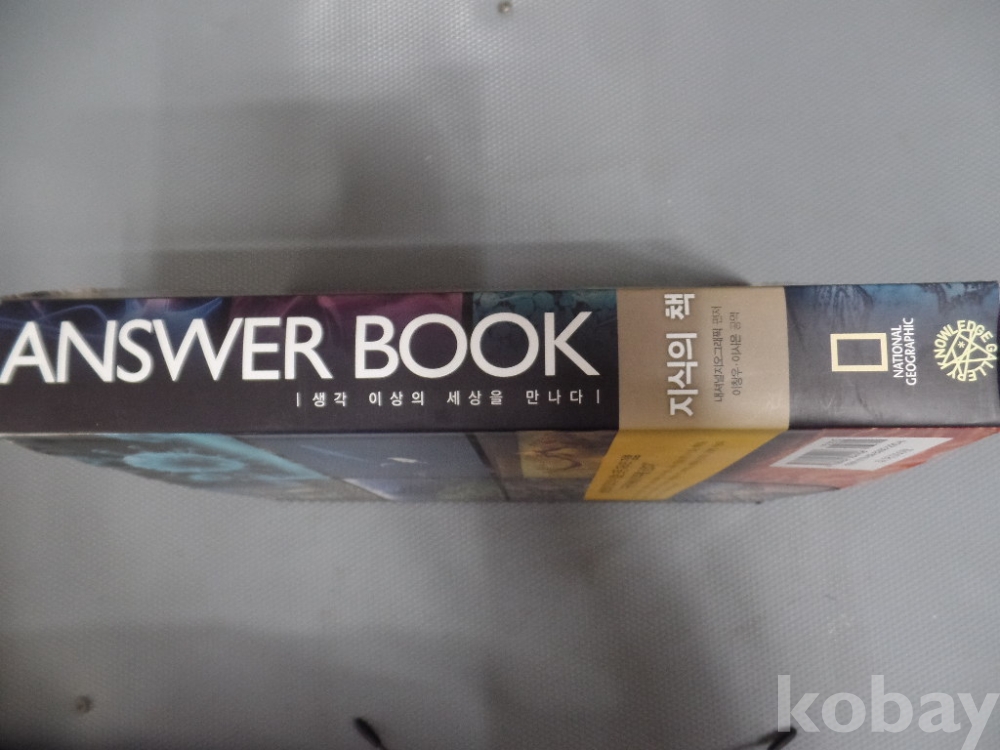 ANSWER BOOK
생각 이상의 세상을 만나다
지식의 책
내셔널지오그래픽 편저
이창우·이시은 공역
NATIONAL
GEOGRAPHIC
KNOWLEDGE GALLERY
kobay